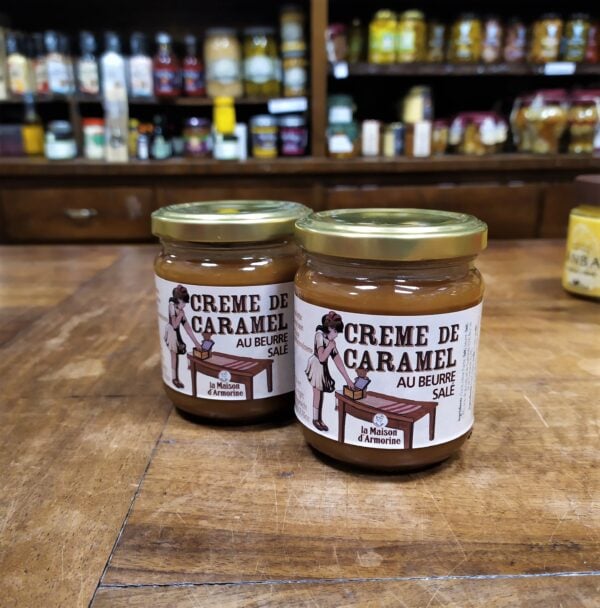 CREME DE
CARAMEL
AU BEURRE
SALÉ
la Maison
d'Armorine
CREME DE
CARAMEL
AU BEURRE
SALÉ
la Maison
d'Armorine